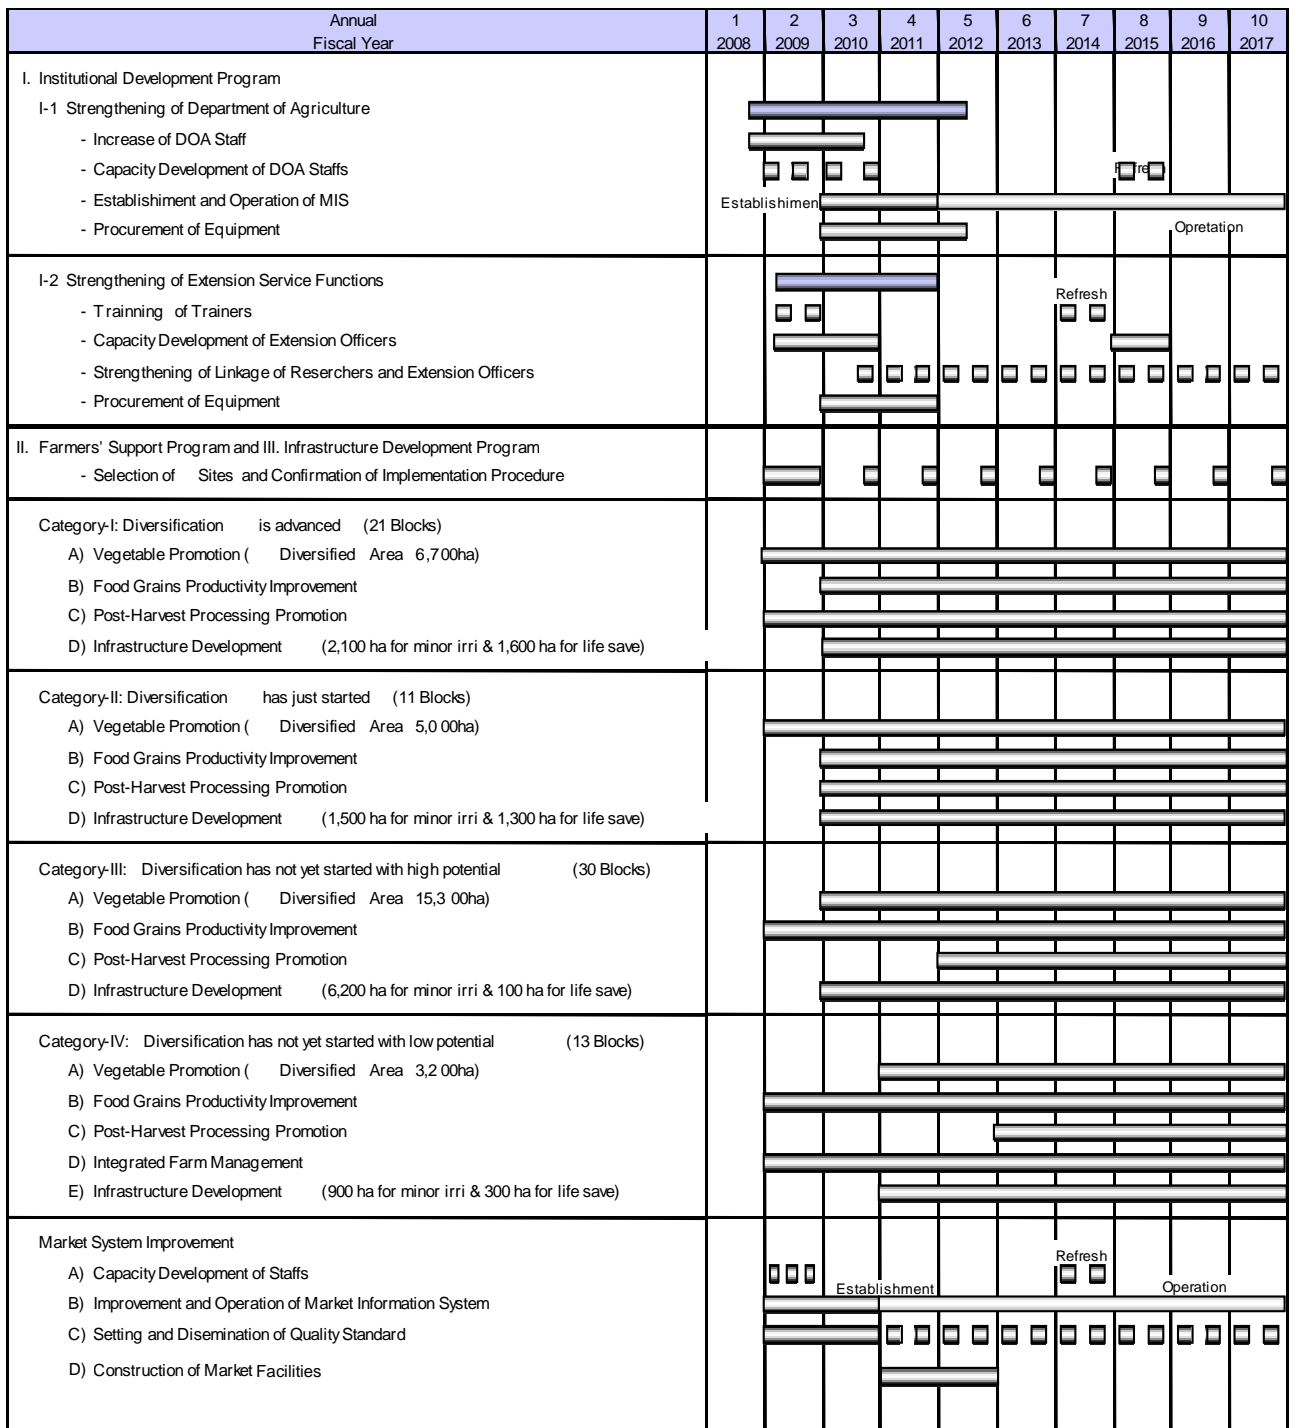 Annual 1 2 3 4 5 6 7 8 9 10
Fiscal Year 2008 2009 2010 2011 2012 2013 2014 2015 2016 2017
I. Institutional Development Program
I-1 Strengthening of Department of Agriculture
- Increase of DOA Staff
- Capacity Development of DOA Staffs
- Establishiment and Operation of MIS Establishimen
- Procurement of Equipment Opretation
I-2 Strengthening of Extension Service Functions
Refresh
- Trainning of Trainers
- Capacity Development of Extension Officers
- Strengthening of Linkage of Reserchers and Extension Officers
- Procurement of Equipment
II. Farmers' Support Program and III. Infrastructure Development Program
- Selection of Sites and Confirmation of Implementation Procedure
Category-I: Diversification is advanced (21 Blocks)
A) Vegetable Promotion ( Diversified Area 6,700ha)
B) Food Grains Productivity Improvement
C) Post-Harvest Processing Promotion
D) Infrastructure Development (2,100 ha for minor irri & 1,600 ha for life save)
Category-II: Diversification has just started (11 Blocks)
A) Vegetable Promotion ( Diversified Area 5,000ha)
B) Food Grains Productivity Improvement
C) Post-Harvest Processing Promotion
D) Infrastructure Development (1,500 ha for minor irri & 1,300 ha for life save)
Category-III: Diversification has not yet started with high potential (30 Blocks)
A) Vegetable Promotion ( Diversified Area 15,300ha)
B) Food Grains Productivity Improvement
C) Post-Harvest Processing Promotion
D) Infrastructure Development (6,200 ha for minor irri & 100 ha for life save)
Category-IV: Diversification has not yet started with low potential (13 Blocks)
A) Vegetable Promotion ( Diversified Area 3,200ha)
B) Food Grains Productivity Improvement
C) Post-Harvest Processing Promotion
D) Integrated Farm Management
E) Infrastructure Development (900 ha for minor irri & 300 ha for life save)
Market System Improvement
Refresh
A) Capacity Development of Staffs
Establishment Operation
B) Improvement and Operation of Market Information System
C) Setting and Disemination of Quality Standard
D) Construction of Market Facilities